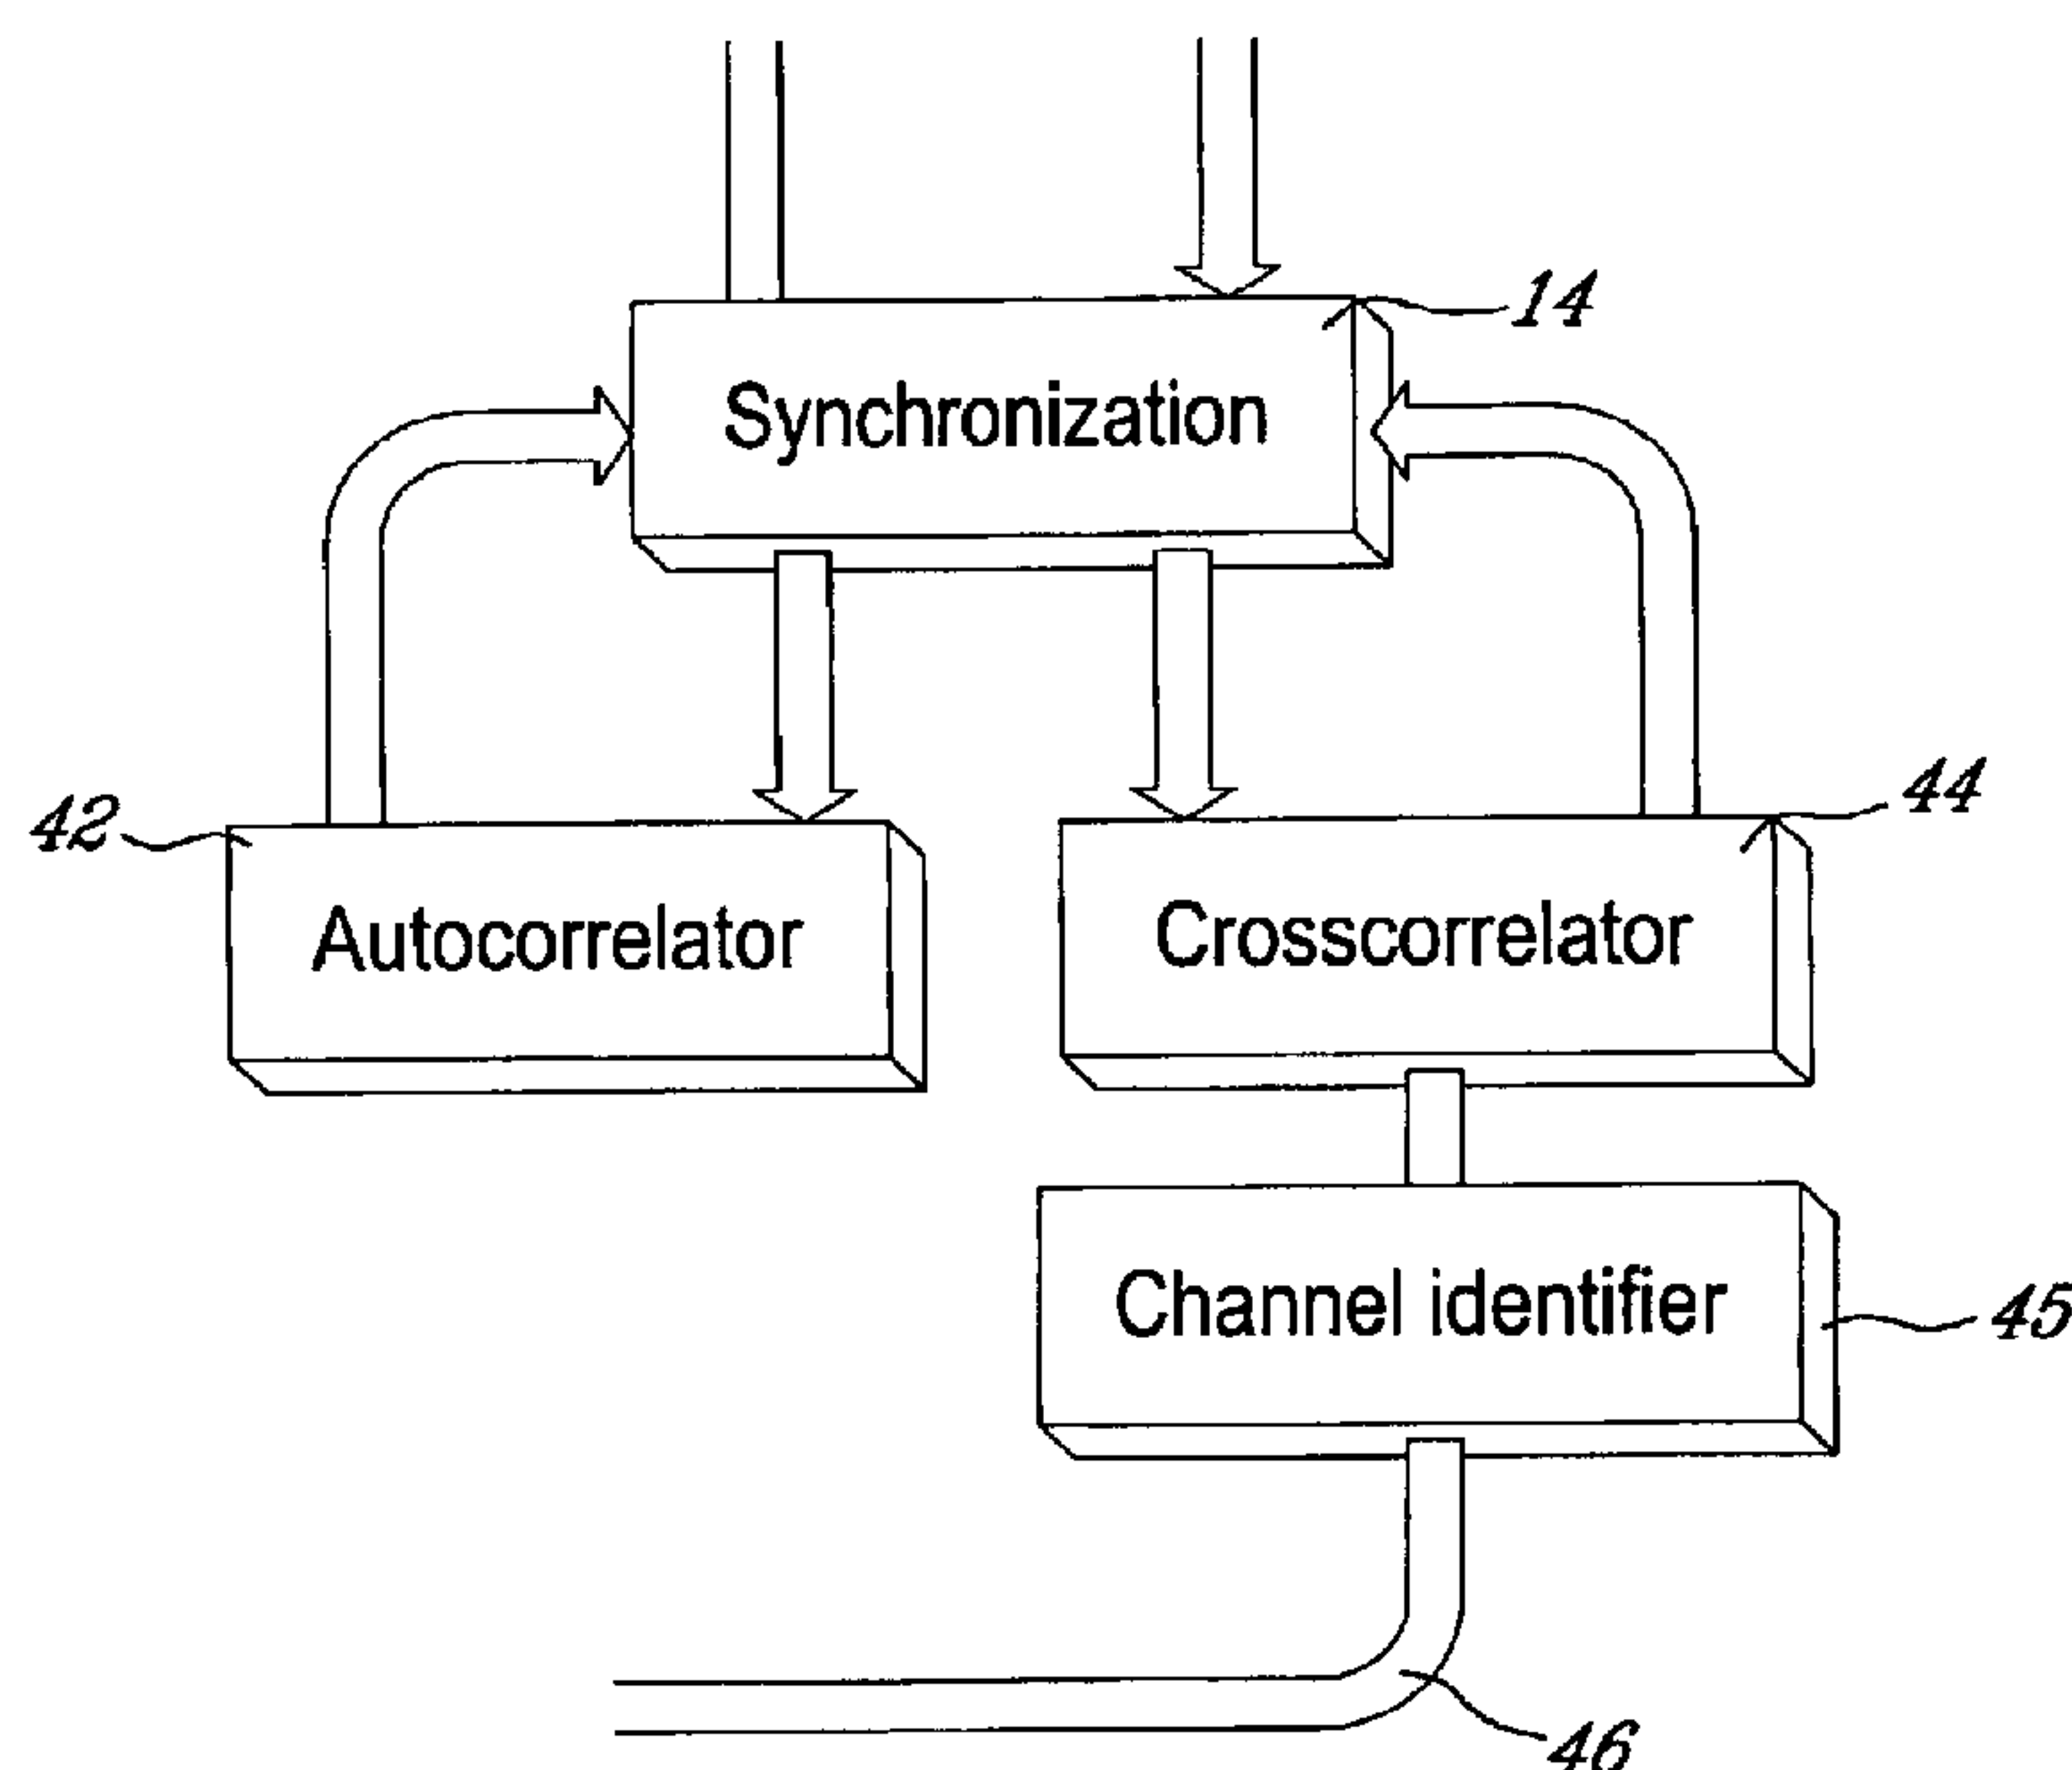 14
Synchronization
42
44
Autocorrelator
Crosscorrelator
Channel identifier
45
46